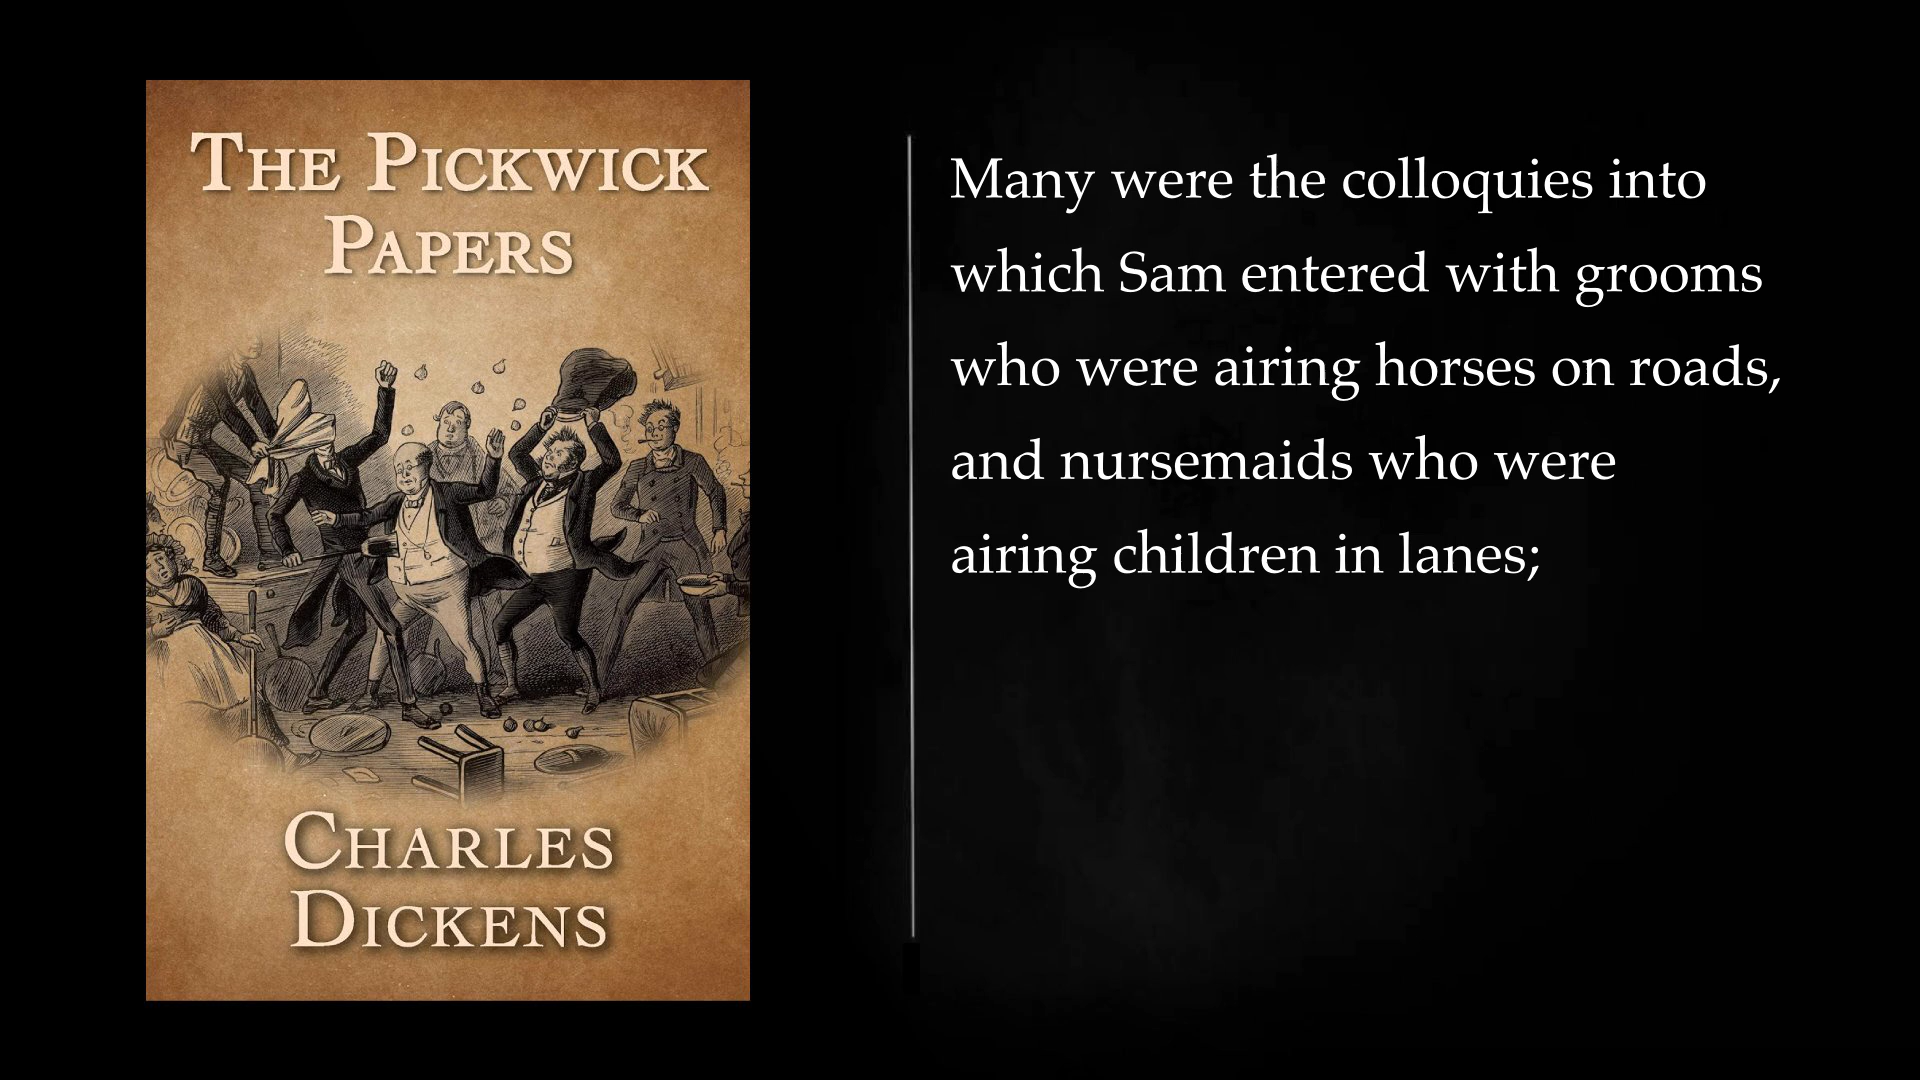 The Pickwick
Papers
Charles
Dickens
Many were the colloquies into
which Sam entered with grooms
who were airing horses on roads,
and nursemaids who were
airing children in lanes;